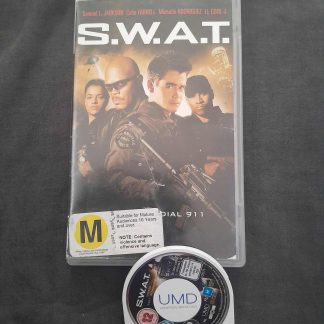 Samuel L. JACKSON Colin FARRELL Michelle RODRIGUEZ LL COOL J
S.W.A.T.
DIAL 911
M
Suitable for Mature
Audiences 16 Years
and over.
NOTE: Contains
violence and
offensive language.
S.W.A.T.
UMD